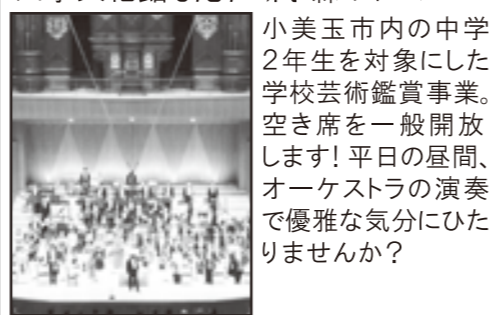 小美玉市内の中学
2年生を対象にした
学校芸術鑑賞事業。
空き席を一般開放
します!平日の昼間、
オーケストラの演奏
で優雅な気分にひた
りませんか?